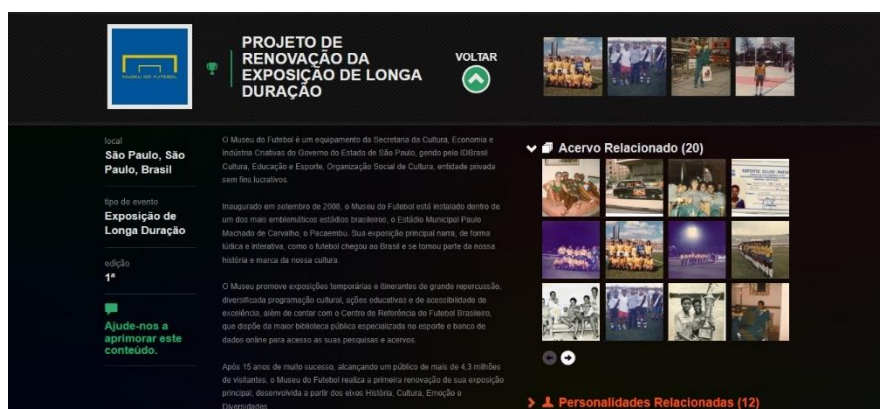 MUSEU DO FUTEBOL
PROJETO DE
RENOVAÇÃO DA
EXPOSIÇÃO DE LONGA
DURAÇÃO
VOLTAR
local
São Paulo, São
Paulo, Brasil
tipo de evento
Exposição de
Longa Duração
edição
1ª
Ajude-nos a
aprimorar este
conteúdo.
O Museu do Futebol é um equipamento da Secretaria da Cultura, Economia e
Indústria Criativas do Governo do Estado de São Paulo, gerido pelo IDBrasil
Cultura, Educação e Esporte, Organização Social de Cultura, entidade privada
sem fins lucrativos.
Inaugurado em setembro de 2008, o Museu do Futebol está instalado dentro de
um dos mais emblemáticos estádios brasileiros, o Estádio Municipal Paulo
Machado de Carvalho, o Pacaembu. Sua exposição principal narra, de forma
lúdica e interativa, como o futebol chegou ao Brasil e se tornou parte da nossa
história e marca da nossa cultura.
O Museu promove exposições temporárias e itinerantes de grande repercussão,
diversificada programação cultural, ações educativas e de acessibilidade de
excelência, além de contar com o Centro de Referência do Futebol Brasileiro,
que dispõe da maior biblioteca pública especializada no esporte e banco de
dados online para acesso as suas pesquisas e acervos.
Após 15 anos de muito sucesso, alcançando um público de mais de 4,3 milhões
de visitantes, o Museu do Futebol realiza a primeira renovação de sua exposição
principal, desenvolvida a partir dos eixos História, Cultura, Emoção e
Diversidades.
Acervo Relacionado (20)
Personalidades Relacionadas (12)